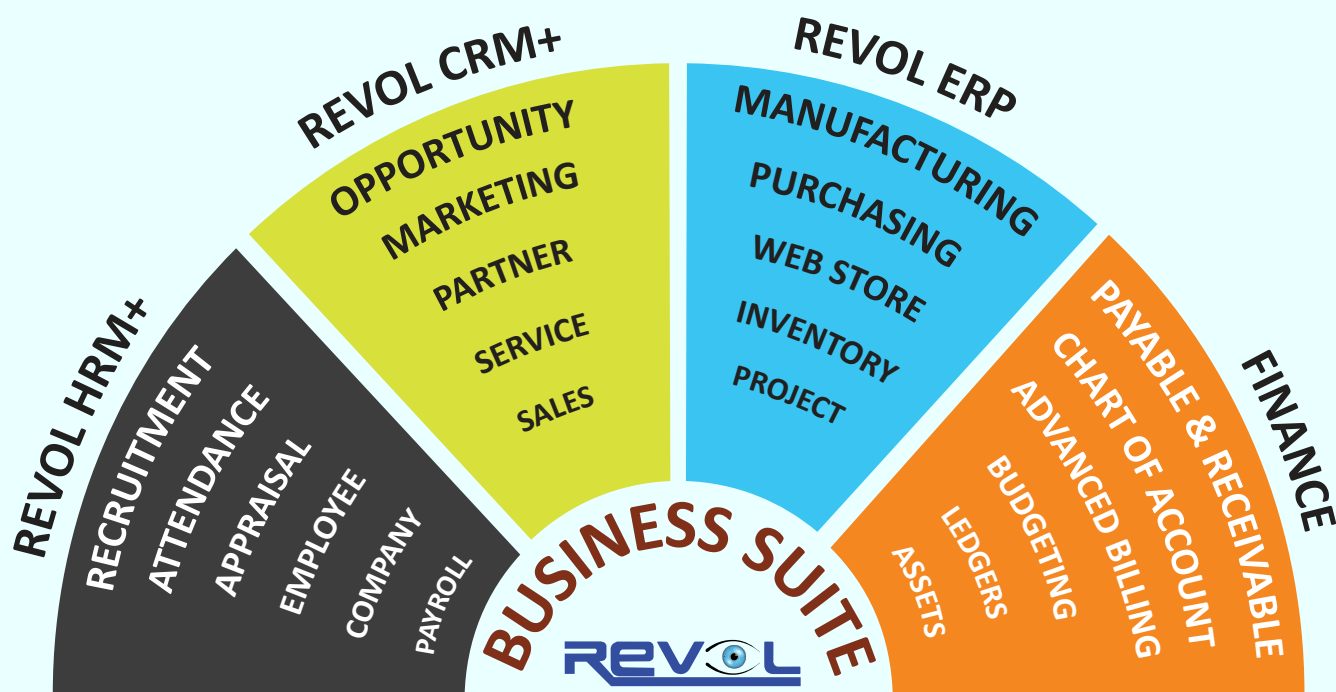 REVOL HRM+
RECRUITMENT
ATTENDANCE
APPRAISAL
EMPLOYEE
COMPANY
PAYROLL
REVOL CRM+
OPPORTUNITY
MARKETING
PARTNER
SERVICE
SALES
REVOL ERP
MANUFACTURING
PURCHASING
WEB STORE
INVENTORY
PROJECT
FINANCE
PAYABLE & RECEIVABLE
CHART OF ACCOUNT
ADVANCED BILLING
BUDGETING
LEDGERS
ASSETS
BUSINESS SUITE
REVOL